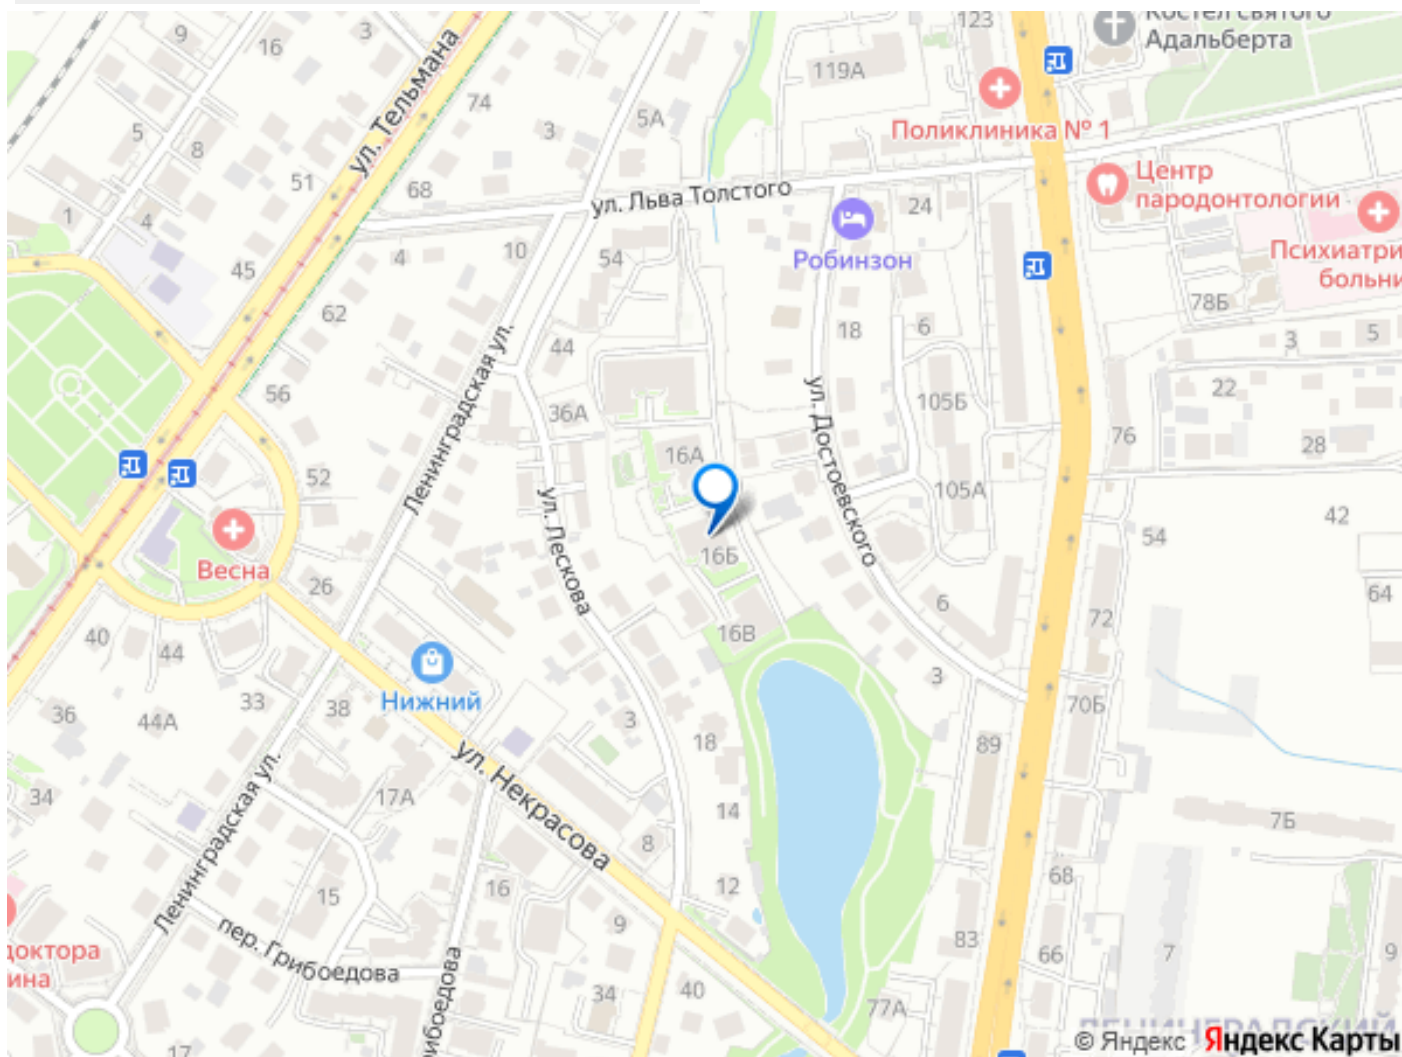 Костел святого
Адальберта
123
9
16
3
119А
74
3
5А
Поликлиника № 1
5
8
ул. Тельмана
51
68
ул. Льва Толстого
Центр
пародонтологии
24
1
4
10
Робинзон
Психиатри
больни
45
4
54
78Б
62
18
6
3
5
44
Ленинградская ул.
56
36А
ул. Достоевского
105Б
22
76
28
16А
52
105А
42
ул. Лескова
54
16Б
Весна
26
6
64
72
16В
40
44
Нижний
3
70Б
33
38
36
44А
3
18
89
ул. Некрасова
34
17А
14
7Б
Ленинградская ул.
8
12
68
15
16
9
83
66
7
9
доктора
ина
пер. Грибоедова
рибоедова
34
40
77А
17
ЛЕНИНГРАДСКИЙ
© Яндекс Яндекс Карты